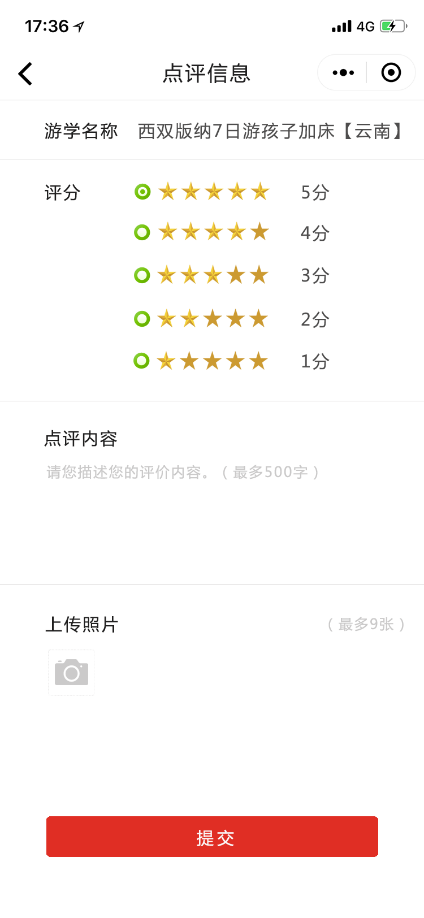 17:36 4G
点评信息
游学名称 西双版纳7日游孩子加床【云南】
评分 5分
4分
3分
2分
1分
点评内容
请您描述您的评价内容。（最多500字）
上传照片 （最多9张）
提交